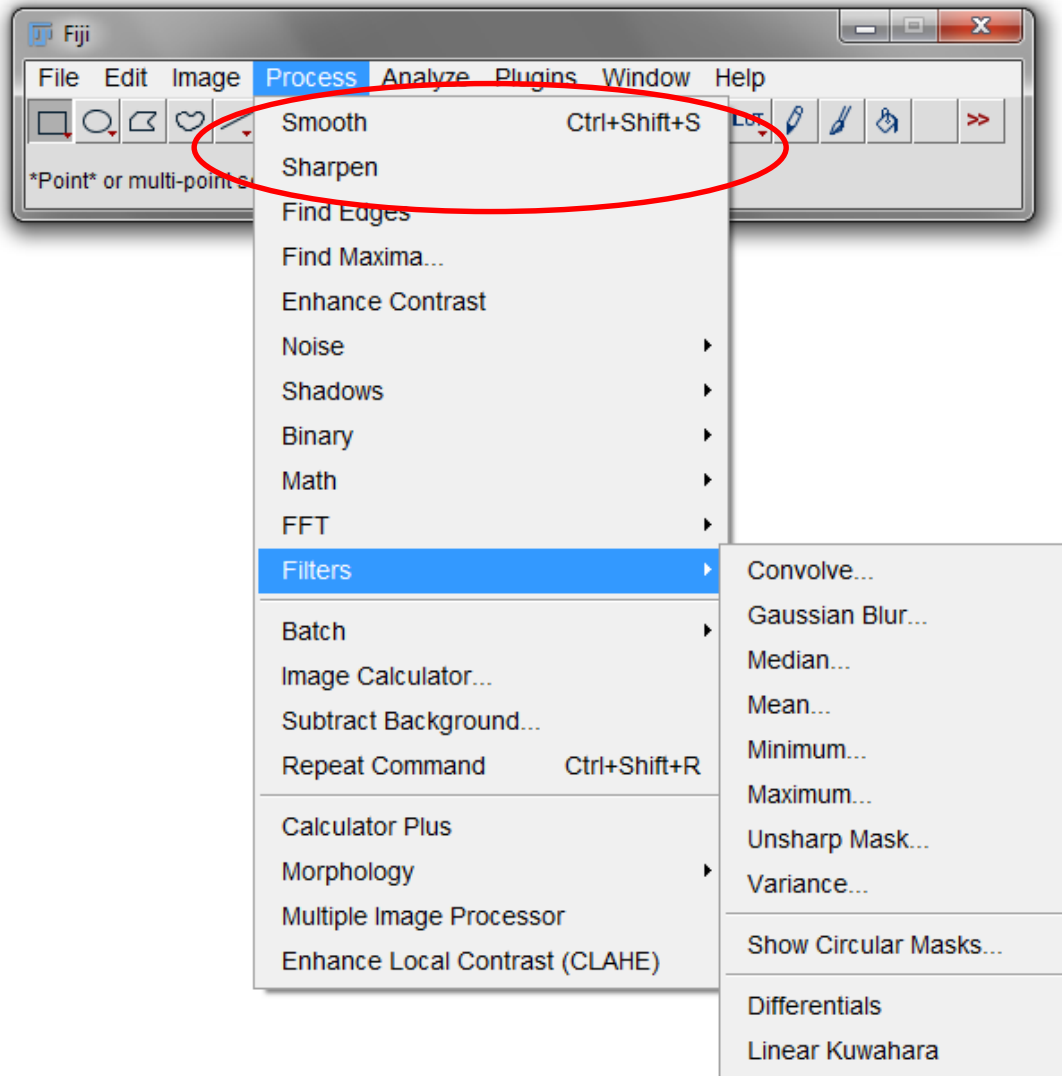 Fiji
File Edit Image Process Analyze Plugins Window Help
*Point* or multi-point
Smooth Ctrl+Shift+S
Sharpen
Find Edges
Find Maxima...
Enhance Contrast
Noise
Shadows
Binary
Math
FFT
Filters
Batch
Image Calculator...
Subtract Background...
Repeat Command Ctrl+Shift+R
Calculator Plus
Morphology
Multiple Image Processor
Enhance Local Contrast (CLAHE)
Convolve...
Gaussian Blur...
Median...
Mean...
Minimum...
Maximum...
Unsharp Mask...
Variance...
Show Circular Masks...
Differentials
Linear Kuwahara